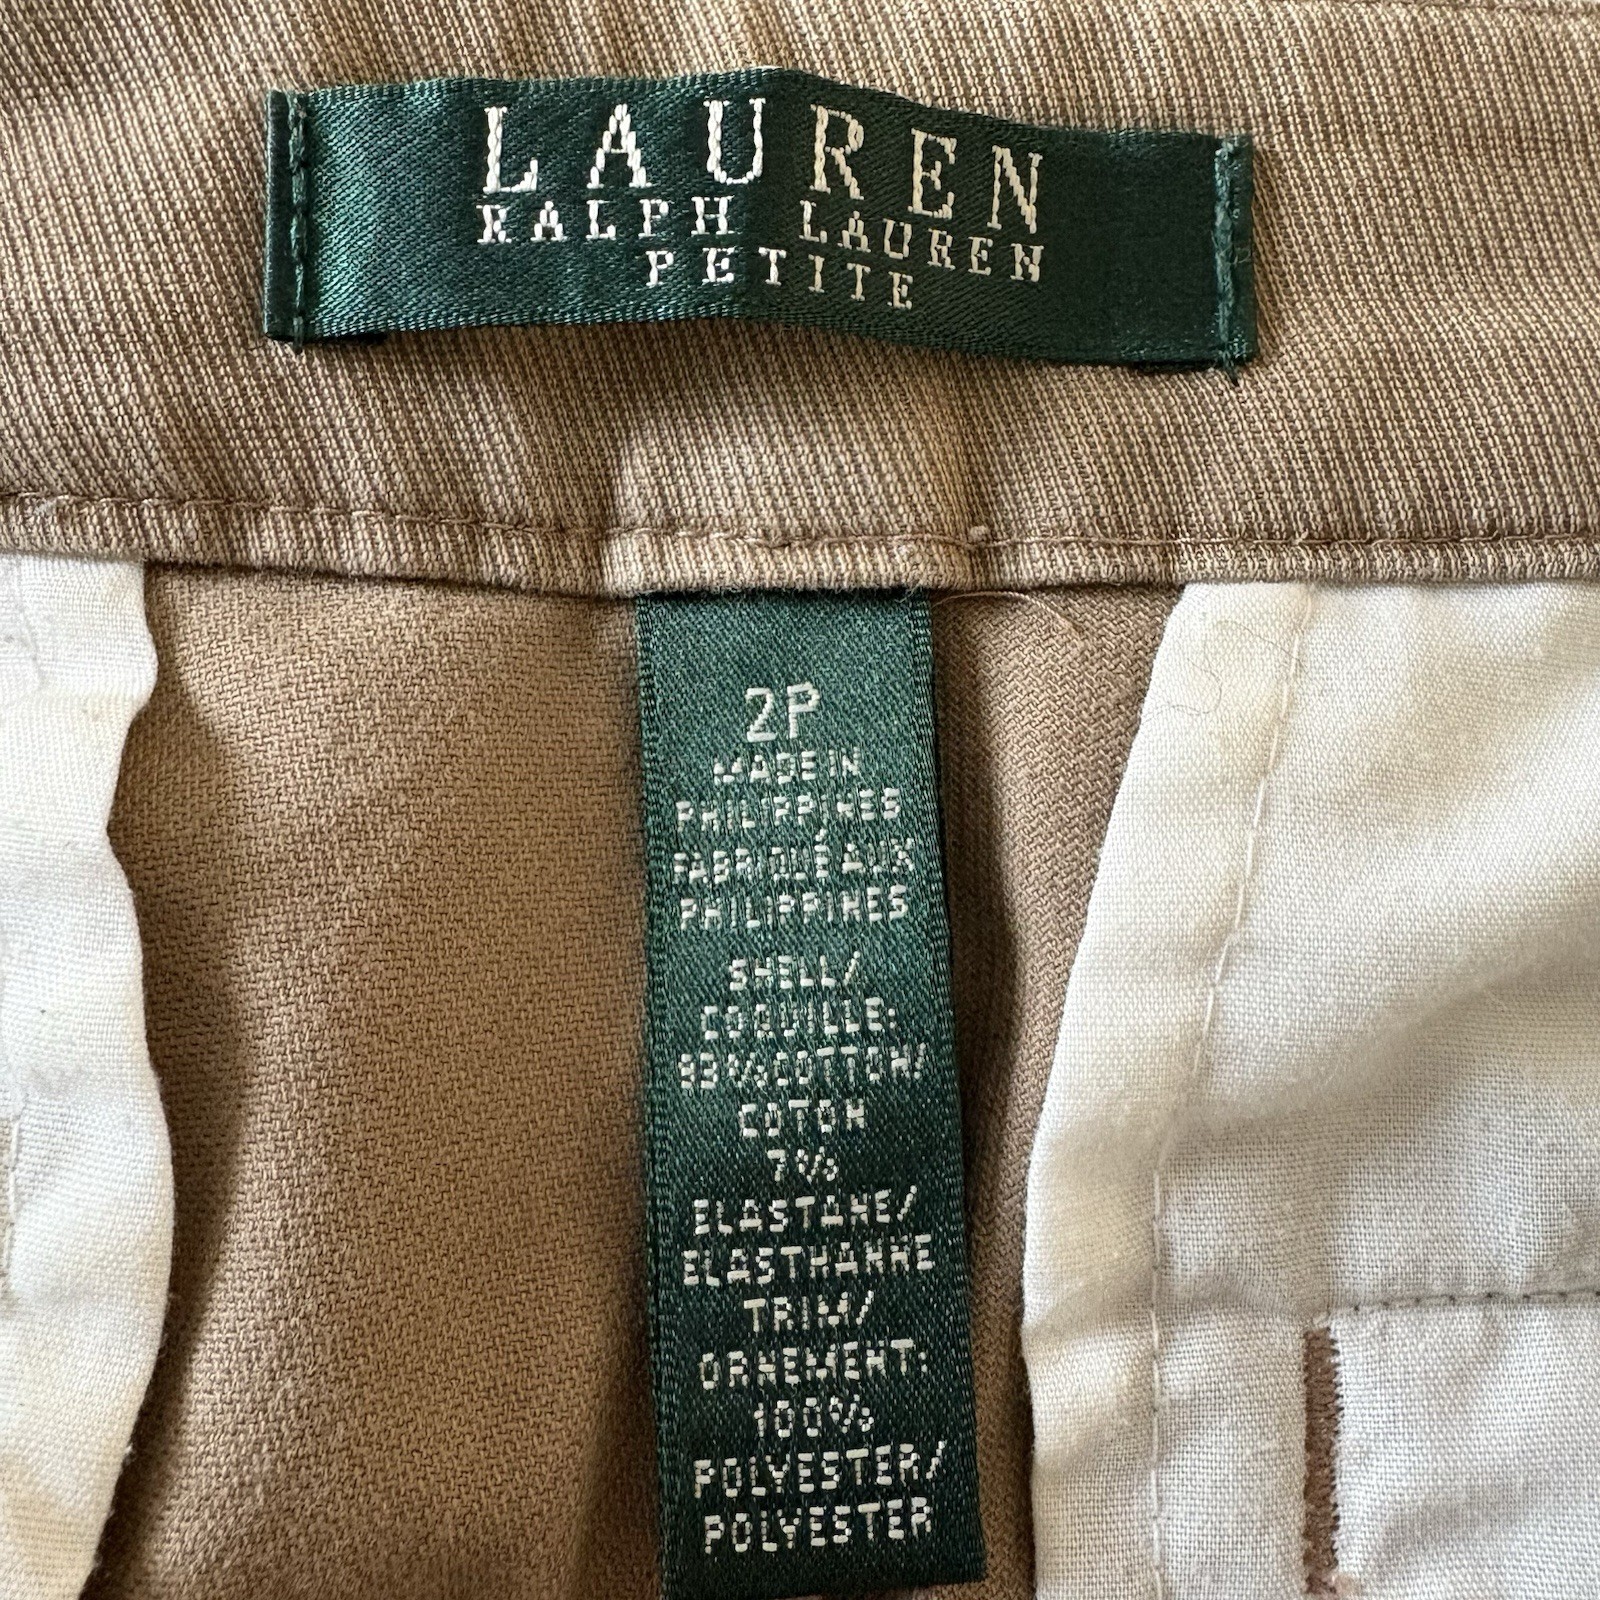 LAUREN
RALPH LAUREN
PETITE
2P
MADE IN
PHILIPPINES
FABRIQUÉ AUX
PHILIPPINES
SHELL/
COQUILLE:
93% COTTON/
COTON
7%
ELASTANE/
ELASTHANNE
TRIM/
ORNEMENT:
100%
POLYESTER/
POLYESTER